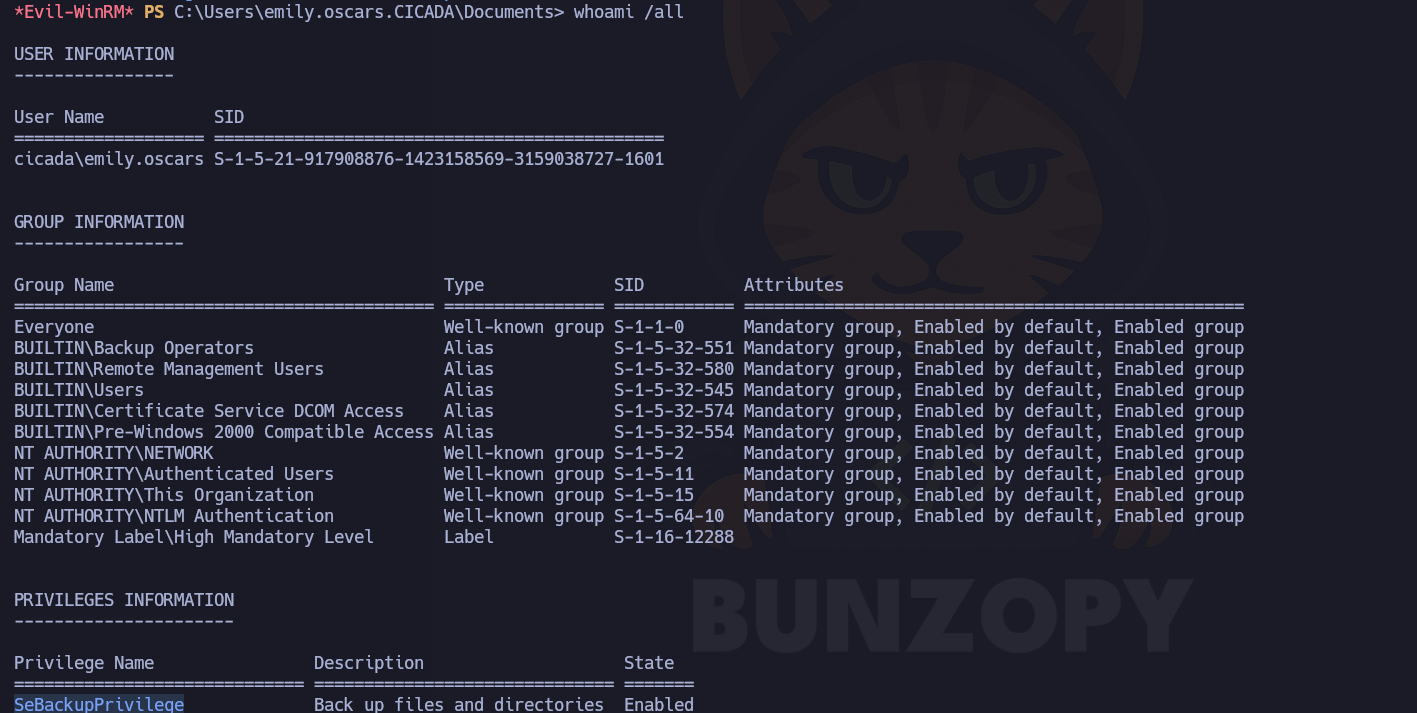 *Evil-WinRM* PS C:\Users\emily.oscars.CICADA\Documents> whoami /all
USER INFORMATION
----------------
User Name           SID
=================== =============================================
cicada\emily.oscars S-1-5-21-917908876-1423158569-3159038727-1601
GROUP INFORMATION
-----------------
Group Name                                 Type             SID          Attributes
========================================== ================ ============ ==================================================
Everyone                                   Well-known group S-1-1-0      Mandatory group, Enabled by default, Enabled group
BUILTIN\Backup Operators                   Alias            S-1-5-32-551 Mandatory group, Enabled by default, Enabled group
BUILTIN\Remote Management Users            Alias            S-1-5-32-580 Mandatory group, Enabled by default, Enabled group
BUILTIN\Users                              Alias            S-1-5-32-545 Mandatory group, Enabled by default, Enabled group
BUILTIN\Certificate Service DCOM Access    Alias            S-1-5-32-574 Mandatory group, Enabled by default, Enabled group
BUILTIN\Pre-Windows 2000 Compatible Access Alias            S-1-5-32-554 Mandatory group, Enabled by default, Enabled group
NT AUTHORITY\NETWORK                       Well-known group S-1-5-2      Mandatory group, Enabled by default, Enabled group
NT AUTHORITY\Authenticated Users           Well-known group S-1-5-11     Mandatory group, Enabled by default, Enabled group
NT AUTHORITY\This Organization             Well-known group S-1-5-15     Mandatory group, Enabled by default, Enabled group
NT AUTHORITY\NTLM Authentication           Well-known group S-1-5-64-10  Mandatory group, Enabled by default, Enabled group
Mandatory Label\High Mandatory Level       Label            S-1-16-12288
PRIVILEGES INFORMATION
----------------------
BUNZOPY
Privilege Name                Description                    State
============================= ============================== =======
SeBackupPrivilege             Back up files and directories  Enabled